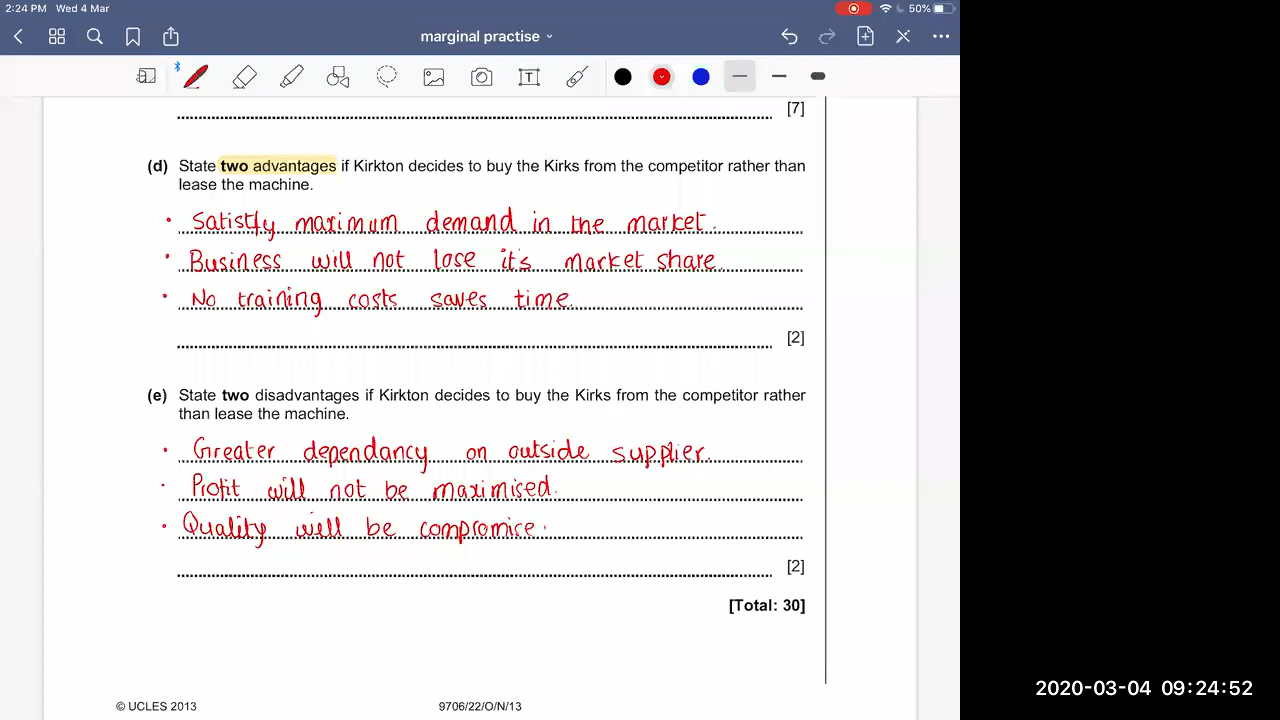 2:24 PM Wed 4 Mar
50%
marginal practise
[7]
(d) State two advantages if Kirkton decides to buy the Kirks from the competitor rather than
lease the machine.
• Satistfy maximum demand in the market.
• Business will not lose it's market share.
• No training costs saves time.
[2]
(e) State two disadvantages if Kirkton decides to buy the Kirks from the competitor rather
than lease the machine.
• Greater dependancy on outside supplier.
• Profit will not be maximised.
• Quality will be compromise.
[2]
[Total: 30]
© UCLES 2013
9706/22/O/N/13
2020-03-04 09:24:52